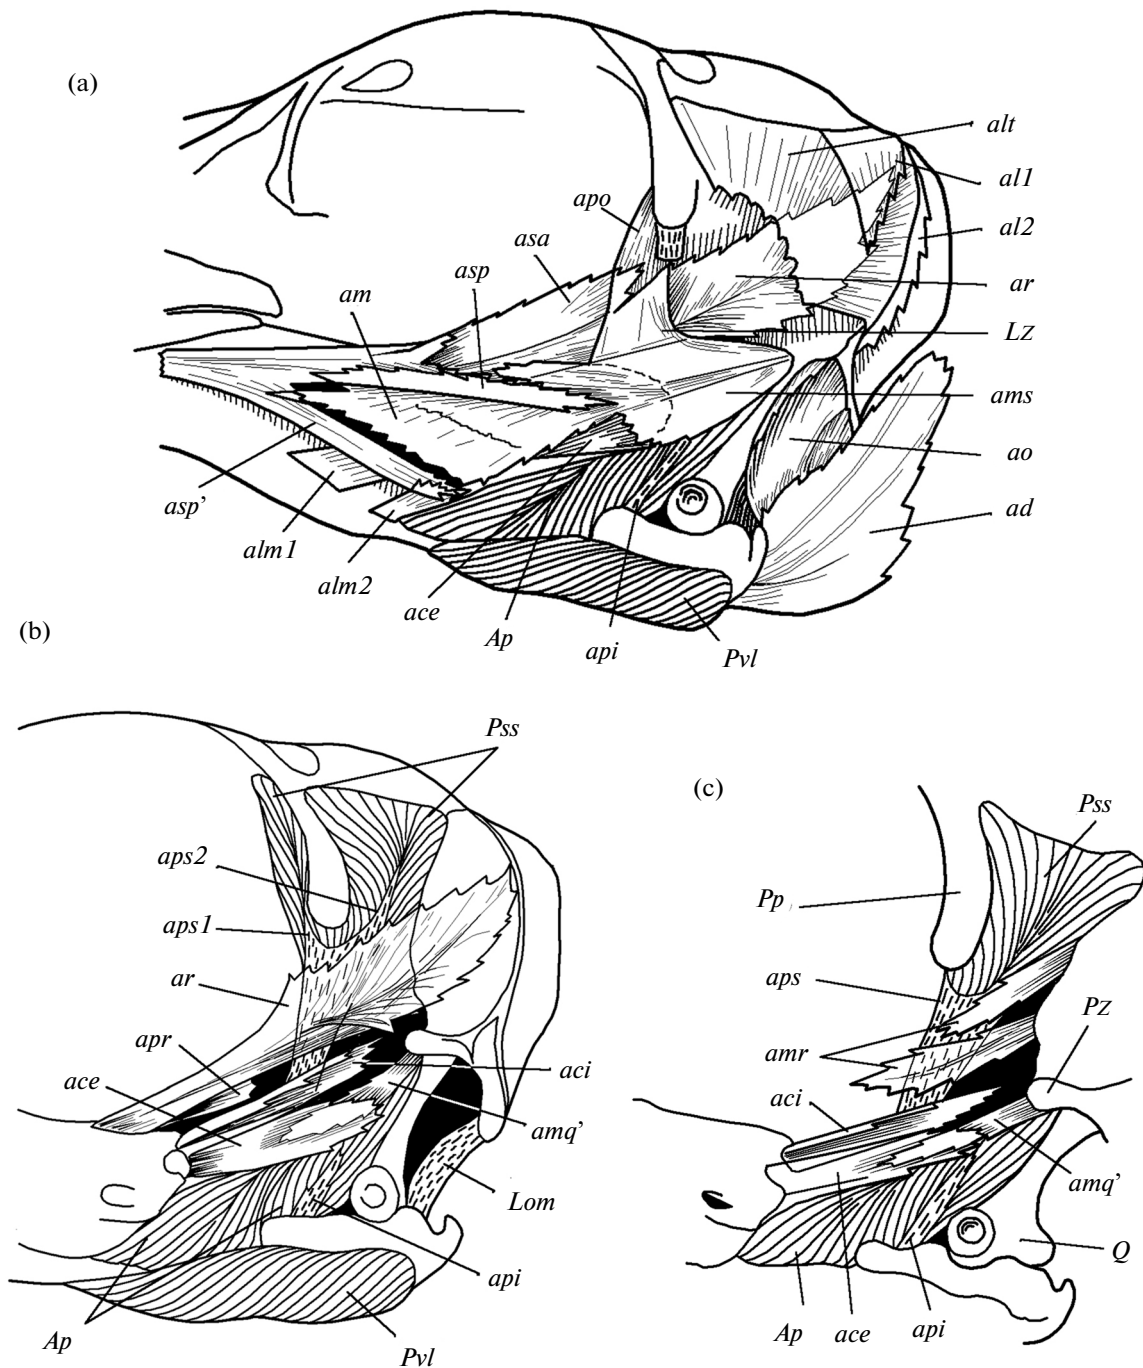 (a)
alt
al1
apo
al2
asa
asp
ar
am
Lz
ams
ao
asp’
ad
alm1
alm2
ace
Ap
api
Pvl
(b)
Pss
aps2
aps1
ar
apr
ace
aci
amq’
Lom
api
Ap
Pvl
(c)
Pss
Pp
aps
Pz
amr
aci
amq’
Q
Ap
ace
api